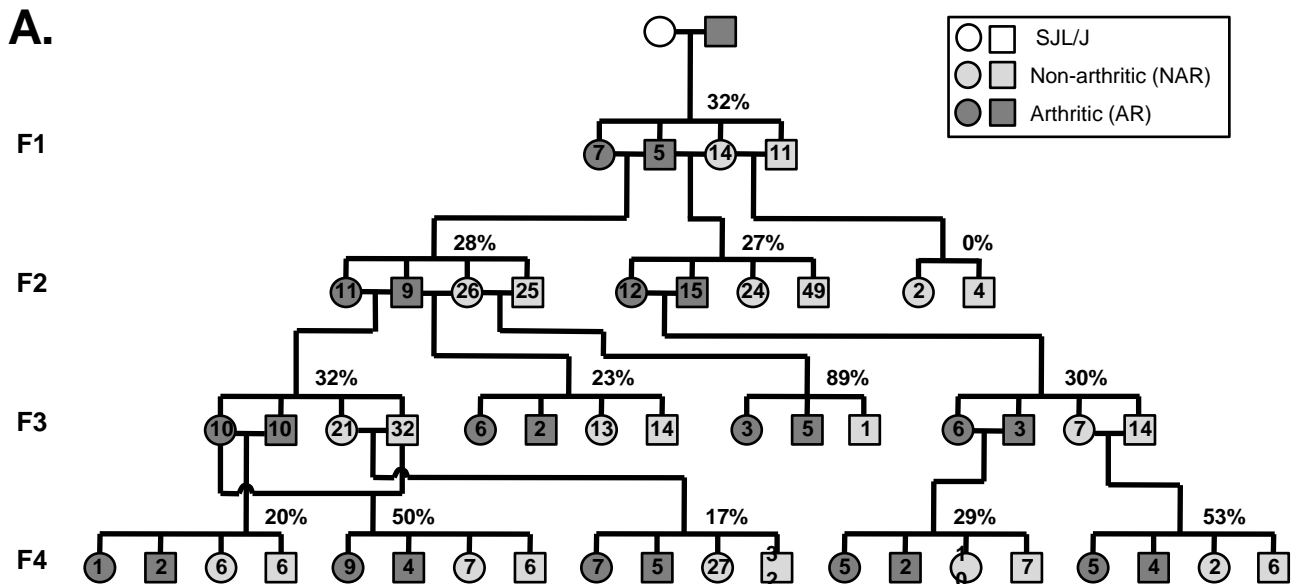 A.
SJL/J
Non-arthritic (NAR)
Arthritic (AR)
32%
F1
7 5 14 11
28% 27% 0%
F2
11 9 26 25 12 15 24 49 2 4
32% 23% 89% 30%
F3
10 10 21 32 6 2 13 14 3 5 1 6 3 7 14
20% 50% 17% 29% 53%
F4
1 2 6 6 9 4 7 6 7 5 27 32 5 2 10 7 5 4 2 6